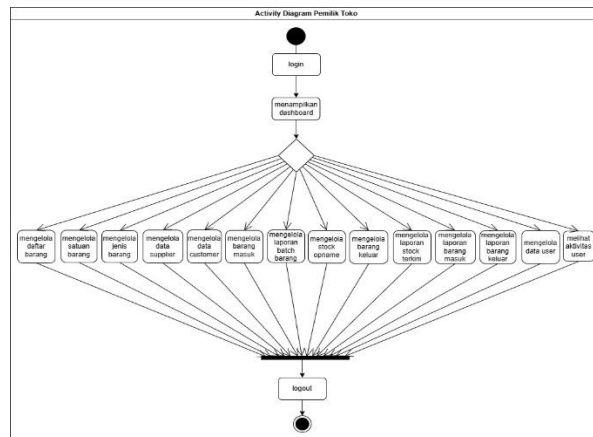 Activity Diagram Pemilik Toko
login
menampilkan
dashboard
mengelola
daftar
barang
mengelola
satuan
barang
mengelola
jenis
barang
mengelola
data
supplier
mengelola
data
customer
mengelola
barang
masuk
mengelola
laporan
batch
barang
mengelola
stock
opname
mengelola
barang
keluar
mengelola
laporan
stock
terkini
mengelola
laporan
barang
masuk
mengelola
laporan
barang
keluar
mengelola
data user
melihat
aktivitas
user
logout